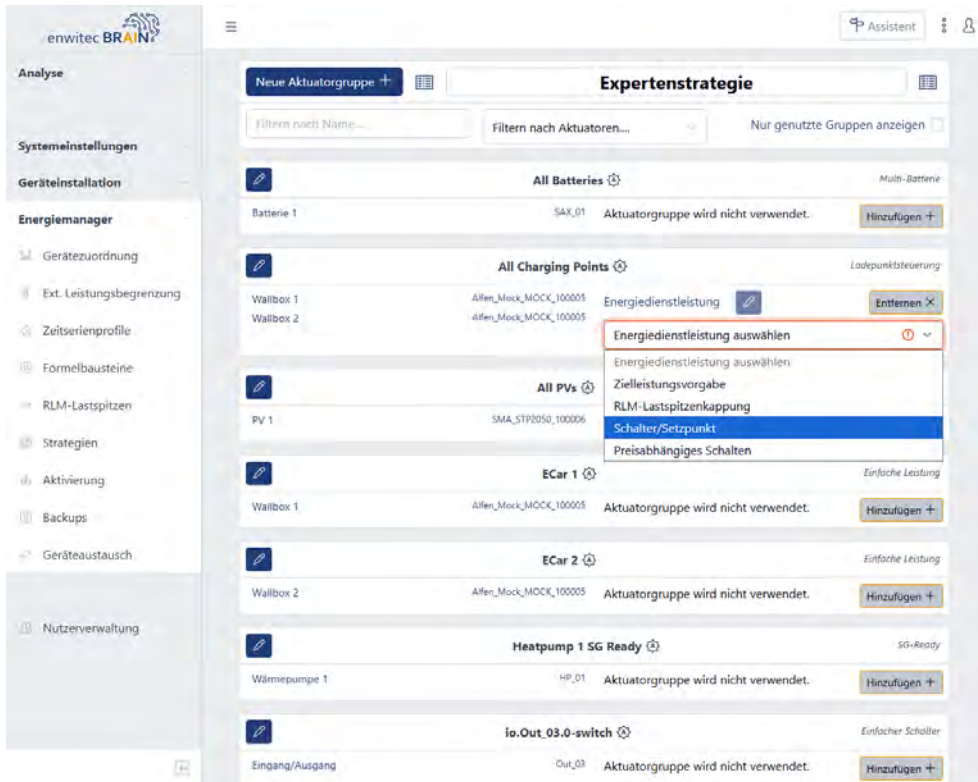 enwitec BRAIN
Assistent
Analyse
Systemeinstellungen
Geräteinstallation
Energiemanager
Gerätezuordnung
Ext. Leistungsbegrenzung
Zeitserienprofile
Formelbausteine
RLM-Lastspitzen
Strategien
Aktivierung
Backups
Geräteaustausch
Nutzerverwaltung
Neue Aktuatorgruppe +
Expertenstrategie
Filtern nach Name...
Filtern nach Aktuatoren....
Nur genutzte Gruppen anzeigen
All Batteries
Multi-Batterie
Batterie 1 SAX_01 Aktuatorgruppe wird nicht verwendet. Hinzufügen +
All Charging Points
Ladepunktsteuerung
Wallbox 1 Alfen_Mock_MOCK_100005 Energiedienstleistung Entfernen ×
Wallbox 2 Alfen_Mock_MOCK_100005
Energiedienstleistung auswählen
Energiedienstleistung auswählen
Zielleistungsvorgabe
RLM-Lastspitzenkappung
Schalter/Setzpunkt
Preisabhängiges Schalten
All PVs
PV 1 SMA_STP2050_100006
ECar 1
Einfache Leistung
Wallbox 1 Alfen_Mock_MOCK_100005 Aktuatorgruppe wird nicht verwendet. Hinzufügen +
ECar 2
Einfache Leistung
Wallbox 2 Alfen_Mock_MOCK_100005 Aktuatorgruppe wird nicht verwendet. Hinzufügen +
Heatpump 1 SG Ready
SG-Ready
Wärmepumpe 1 HP_01 Aktuatorgruppe wird nicht verwendet. Hinzufügen +
io.Out_03.0-switch
Einfacher Schalter
Eingang/Ausgang Out_03 Aktuatorgruppe wird nicht verwendet. Hinzufügen +